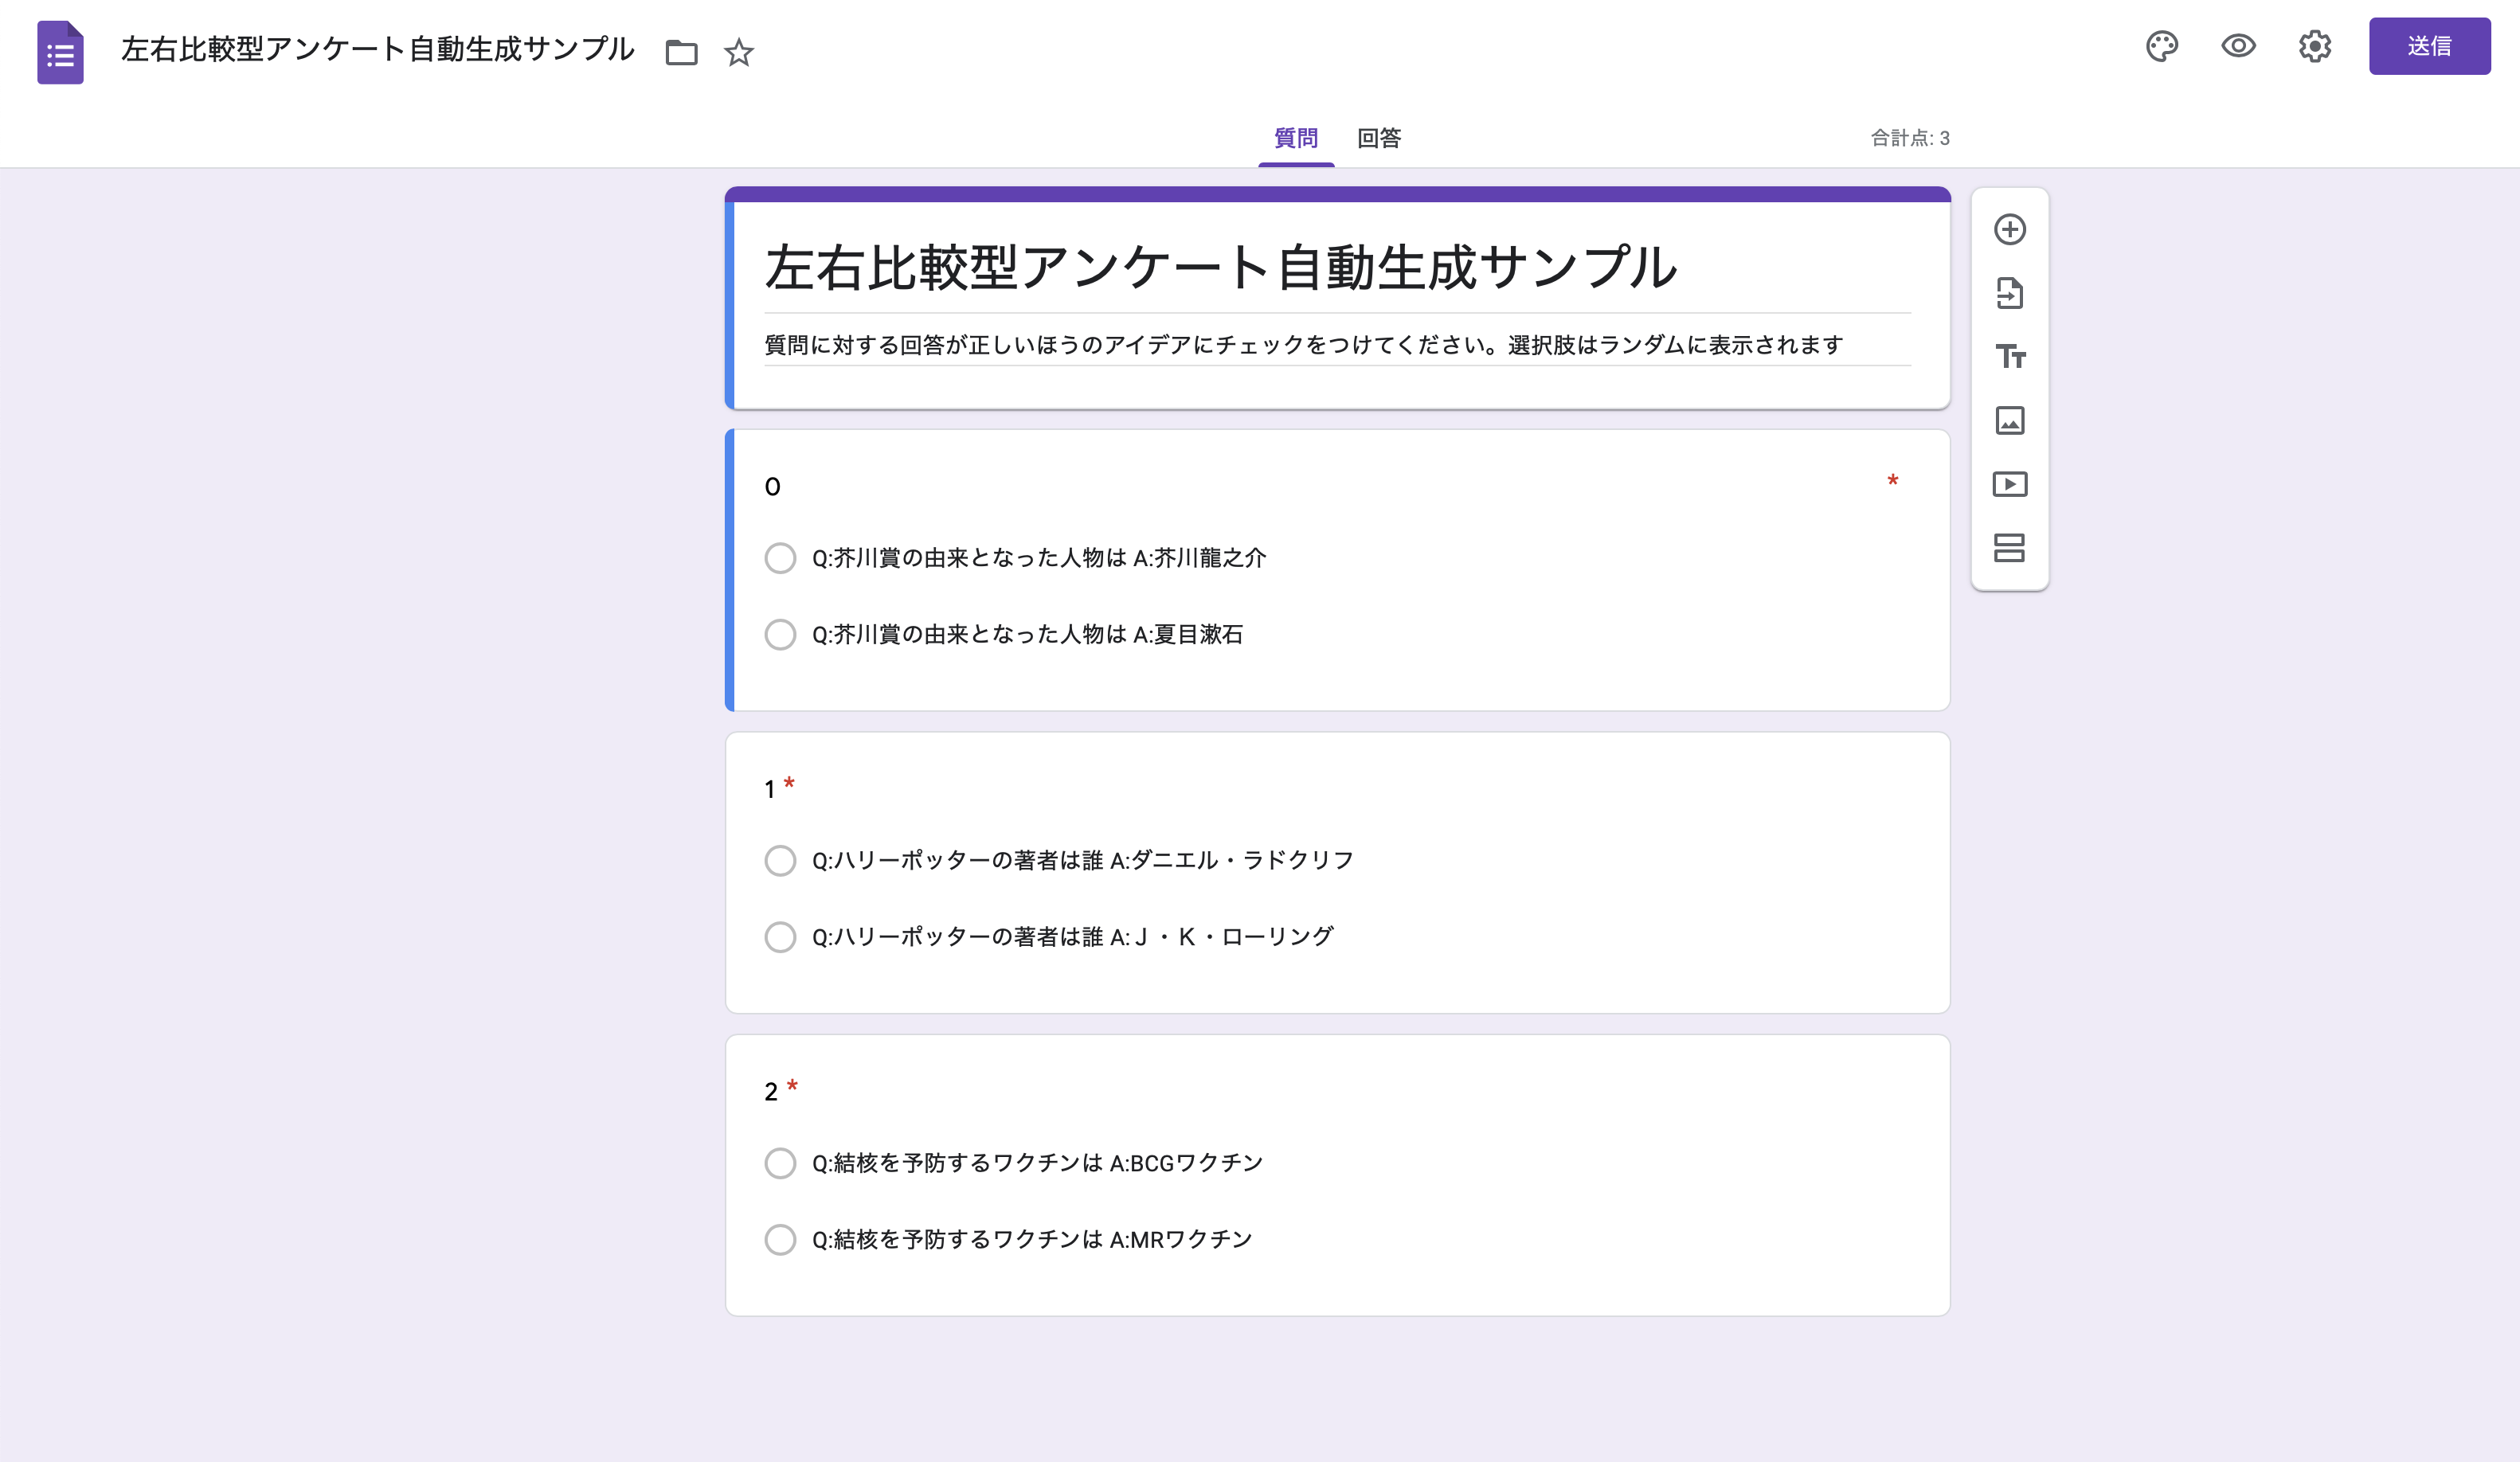 左右比較型アンケート自動生成サンプル
送信
質問 回答 合計点: 3
左右比較型アンケート自動生成サンプル
質問に対する回答が正しいほうのアイデアにチェックをつけてください。選択肢はランダムに表示されます
0 *
Q:芥川賞の由来となった人物は A:芥川龍之介
Q:芥川賞の由来となった人物は A:夏目漱石
1 *
Q:ハリーポッターの著者は誰 A:ダニエル・ラドクリフ
Q:ハリーポッターの著者は誰 A:Ｊ・Ｋ・ローリング
2 *
Q:結核を予防するワクチンは A:BCGワクチン
Q:結核を予防するワクチンは A:MRワクチン